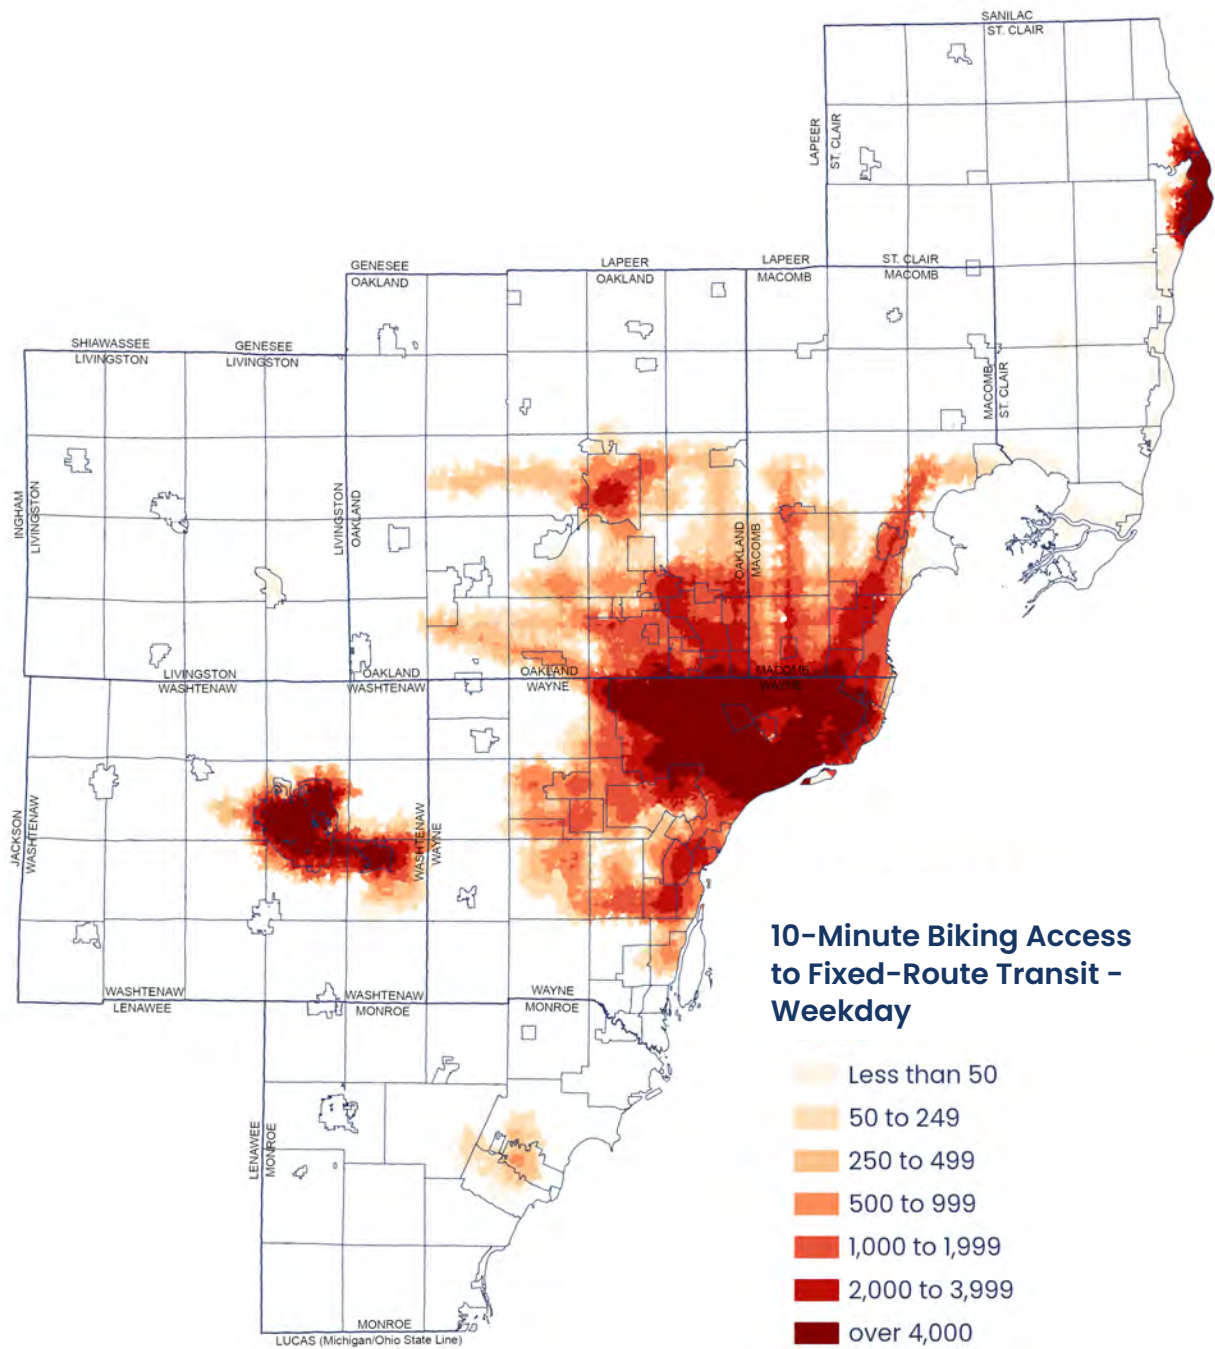 SANILAC
ST. CLAIR
LAPEER
ST. CLAIR
GENESEE
OAKLAND
LAPEER
OAKLAND
LAPEER
MACOMB
ST. CLAIR
MACOMB
SHIAWASSEE
LIVINGSTON
GENESEE
LIVINGSTON
MACOMB
ST. CLAIR
INGHAM
LIVINGSTON
LIVINGSTON
OAKLAND
OAKLAND
MACOMB
LIVINGSTON
WASHTENAW
OAKLAND
WASHTENAW
OAKLAND
WAYNE
MACOMB
WAYNE
JACKSON
WASHTENAW
WASHTENAW
WAYNE
WASHTENAW
LENAWEE
WASHTENAW
MONROE
WAYNE
MONROE
LENAWEE
MONROE
MONROE
LUCAS (Michigan/Ohio State Line)
10-Minute Biking Access
to Fixed-Route Transit -
Weekday
Less than 50
50 to 249
250 to 499
500 to 999
1,000 to 1,999
2,000 to 3,999
over 4,000